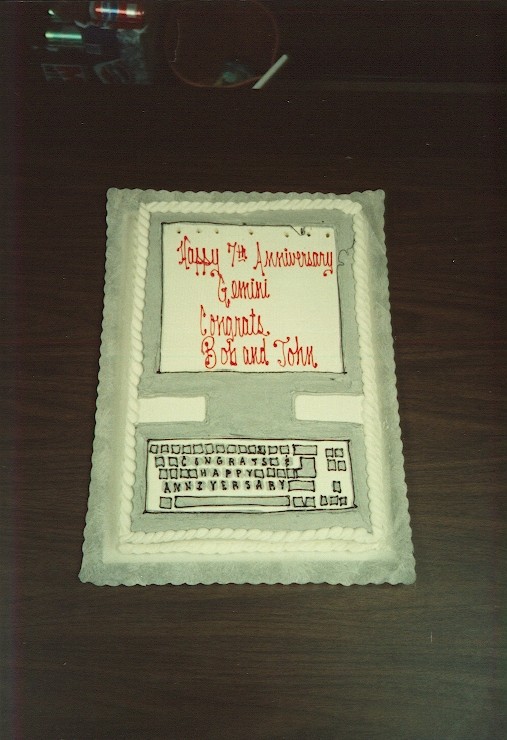 Happy 7th Anniversary
Gemini
Congrats
Bob and John
CONGRATS
HAPPY
ANNIVERSARY